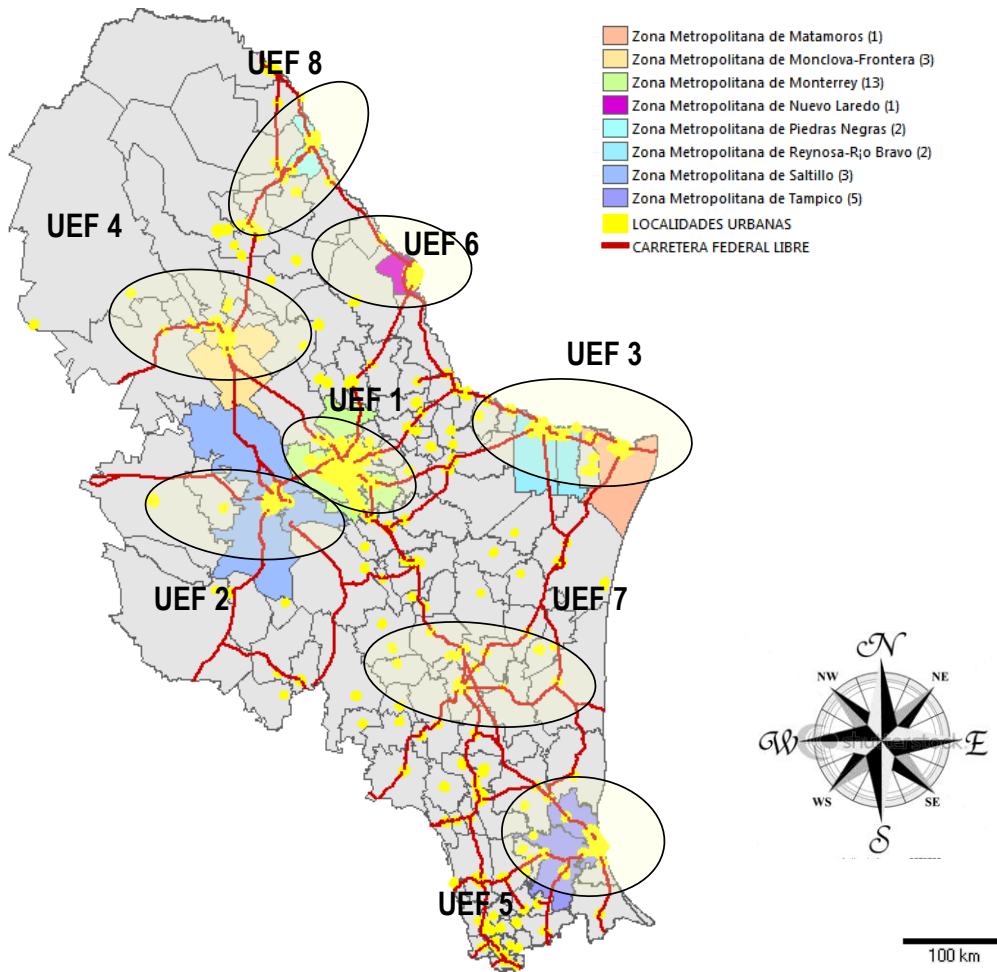 UEF 8
Zona Metropolitana de Matamoros (1)
Zona Metropolitana de Monclova-Frontera (3)
Zona Metropolitana de Monterrey (13)
Zona Metropolitana de Nuevo Laredo (1)
Zona Metropolitana de Piedras Negras (2)
Zona Metropolitana de Reynosa-R¡o Bravo (2)
Zona Metropolitana de Saltillo (3)
Zona Metropolitana de Tampico (5)
LOCALIDADES URBANAS
CARRETERA FEDERAL LIBRE
UEF 4
UEF 6
UEF 3
UEF 1
UEF 2
UEF 7
UEF 5
N
NW
NE
W
E
shutterstock
WS
SE
S
100 km